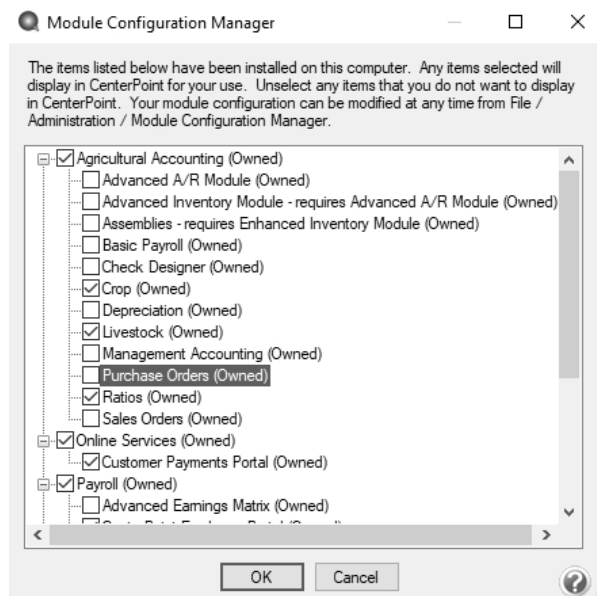 Module Configuration Manager
The items listed below have been installed on this computer. Any items selected will
display in CenterPoint for your use. Unselect any items that you do not want to display
in CenterPoint. Your module configuration can be modified at any time from File /
Administration / Module Configuration Manager.
Agricultural Accounting (Owned)
Advanced A/R Module (Owned)
Advanced Inventory Module - requires Advanced A/R Module (Owned)
Assemblies - requires Enhanced Inventory Module (Owned)
Basic Payroll (Owned)
Check Designer (Owned)
Crop (Owned)
Depreciation (Owned)
Livestock (Owned)
Management Accounting (Owned)
Purchase Orders (Owned)
Ratios (Owned)
Sales Orders (Owned)
Online Services (Owned)
Customer Payments Portal (Owned)
Payroll (Owned)
Advanced Earnings Matrix (Owned)
OK Cancel